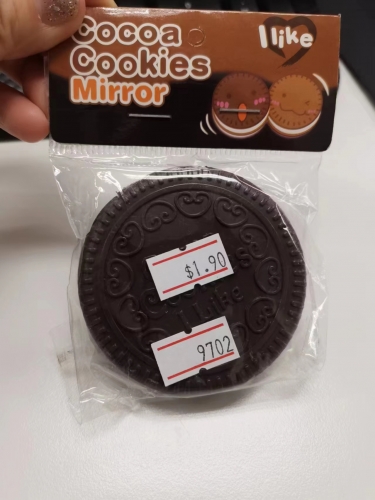 Cocoa
Cookies
Mirror
I like
$1.90
I Like
9702